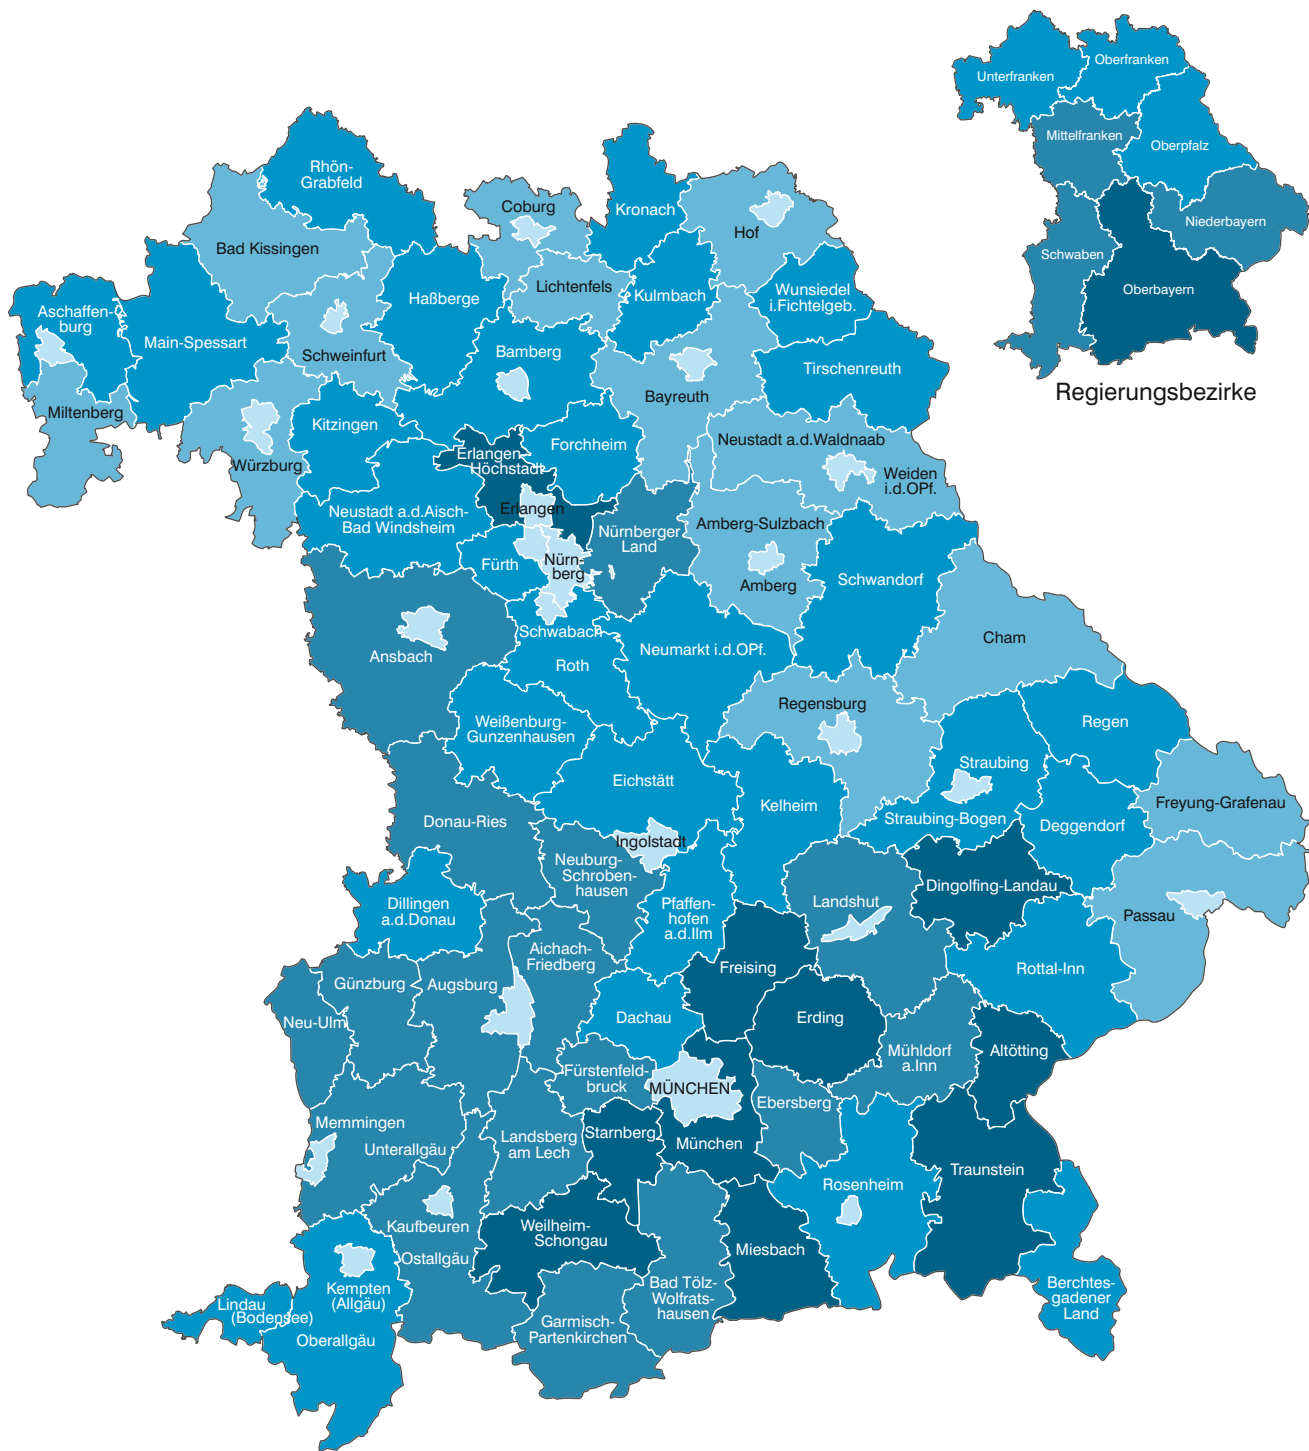 Oberfranken
Unterfranken
Mittelfranken
Oberpfalz
Niederbayern
Schwaben
Oberbayern
Regierungsbezirke
Rhön-
Grabfeld
Coburg
Kronach
Hof
Bad Kissingen
Lichtenfels
Kulmbach
Wunsiedel
i.Fichtelgeb.
Haßberge
Aschaffen-
burg
Main-Spessart
Schweinfurt
Bamberg
Tirschenreuth
Bayreuth
Miltenberg
Kitzingen
Forchheim
Neustadt a.d.Waldnaab
Weiden
i.d.OPf.
Würzburg
Erlangen-
Höchstadt
Erlangen
Neustadt a.d.Aisch-
Bad Windsheim
Nürnberger
Land
Amberg-Sulzbach
Amberg
Fürth
Nürn-
berg
Schwandorf
Cham
Schwabach
Roth
Neumarkt i.d.OPf.
Ansbach
Regensburg
Regen
Weißenburg-
Gunzenhausen
Eichstätt
Straubing
Kelheim
Freyung-Grafenau
Straubing-Bogen
Deggendorf
Donau-Ries
Ingolstadt
Neuburg-
Schroben-
hausen
Dingolfing-Landau
Dillingen
a.d.Donau
Pfaffen-
hofen
a.d.Ilm
Landshut
Passau
Aichach-
Friedberg
Freising
Rottal-Inn
Günzburg
Augsburg
Neu-Ulm
Dachau
Erding
Mühldorf
a.Inn
Altötting
Fürstenfeld-
bruck
MÜNCHEN
Ebersberg
Memmingen
Unterallgäu
Landsberg
am Lech
Starnberg
München
Traunstein
Rosenheim
Kaufbeuren
Ostallgäu
Weilheim-
Schongau
Miesbach
Bad Tölz-
Wolfrats-
hausen
Berchtes-
gadener
Land
Kempten
(Allgäu)
Lindau
(Bodensee)
Oberallgäu
Garmisch-
Partenkirchen